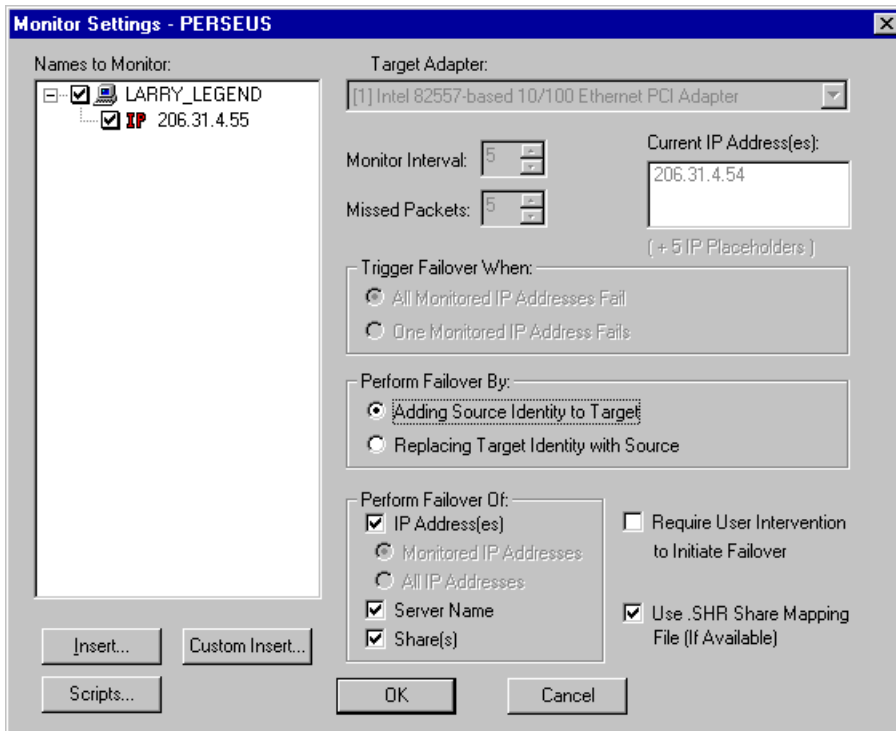 Monitor Settings - PERSEUS
Names to Monitor:
LARRY_LEGEND
IP 206.31.4.55
Insert...
Custom Insert...
Scripts...
Target Adapter:
[1] Intel 82557-based 10/100 Ethernet PCI Adapter
Monitor Interval: 5
Missed Packets: 5
Current IP Address(es):
206.31.4.54
( + 5 IP Placeholders )
Trigger Failover When:
All Monitored IP Addresses Fail
One Monitored IP Address Fails
Perform Failover By:
Adding Source Identity to Target
Replacing Target Identity with Source
Perform Failover Of:
IP Address(es)
Monitored IP Addresses
All IP Addresses
Server Name
Share(s)
Require User Intervention
to Initiate Failover
Use .SHR Share Mapping
File (If Available)
OK
Cancel